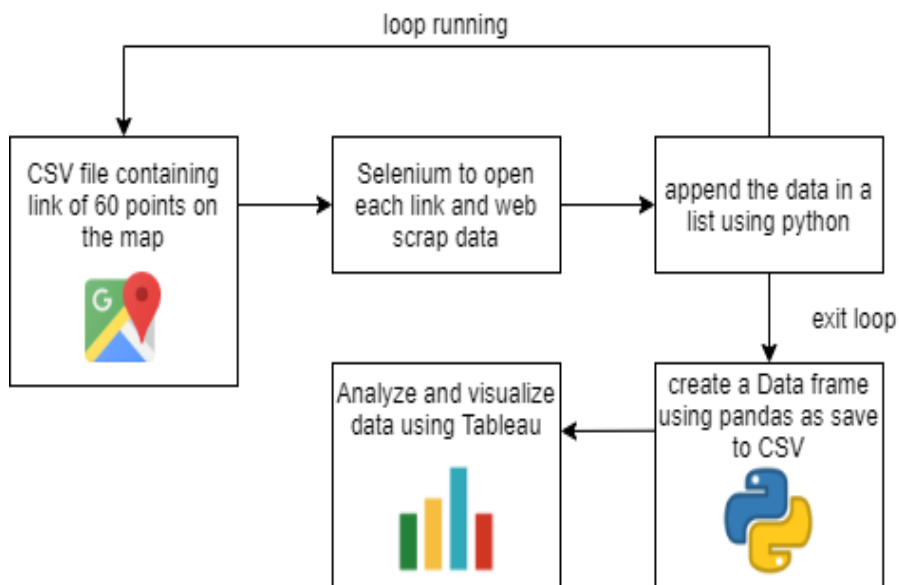 loop running
CSV file containing
link of 60 points on
the map
G
Selenium to open
each link and web
scrap data
append the data in a
list using python
exit loop
create a Data frame
using pandas as save
to CSV
Analyze and visualize
data using Tableau